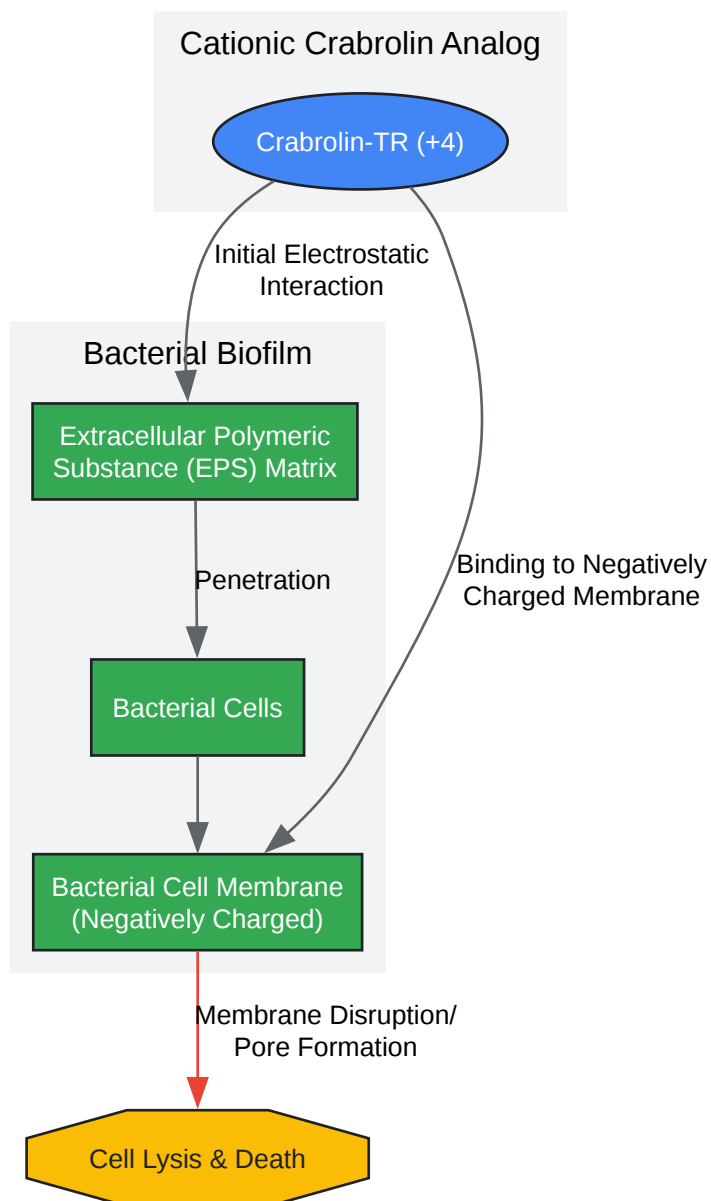 Cationic Crabrolin Analog
Crabrolin-TR (+4)
Initial Electrostatic
Interaction
Bacterial Biofilm
Extracellular Polymeric
Substance (EPS) Matrix
Penetration
Binding to Negatively
Charged Membrane
Bacterial Cells
Bacterial Cell Membrane
(Negatively Charged)
Membrane Disruption/
Pore Formation
Cell Lysis & Death